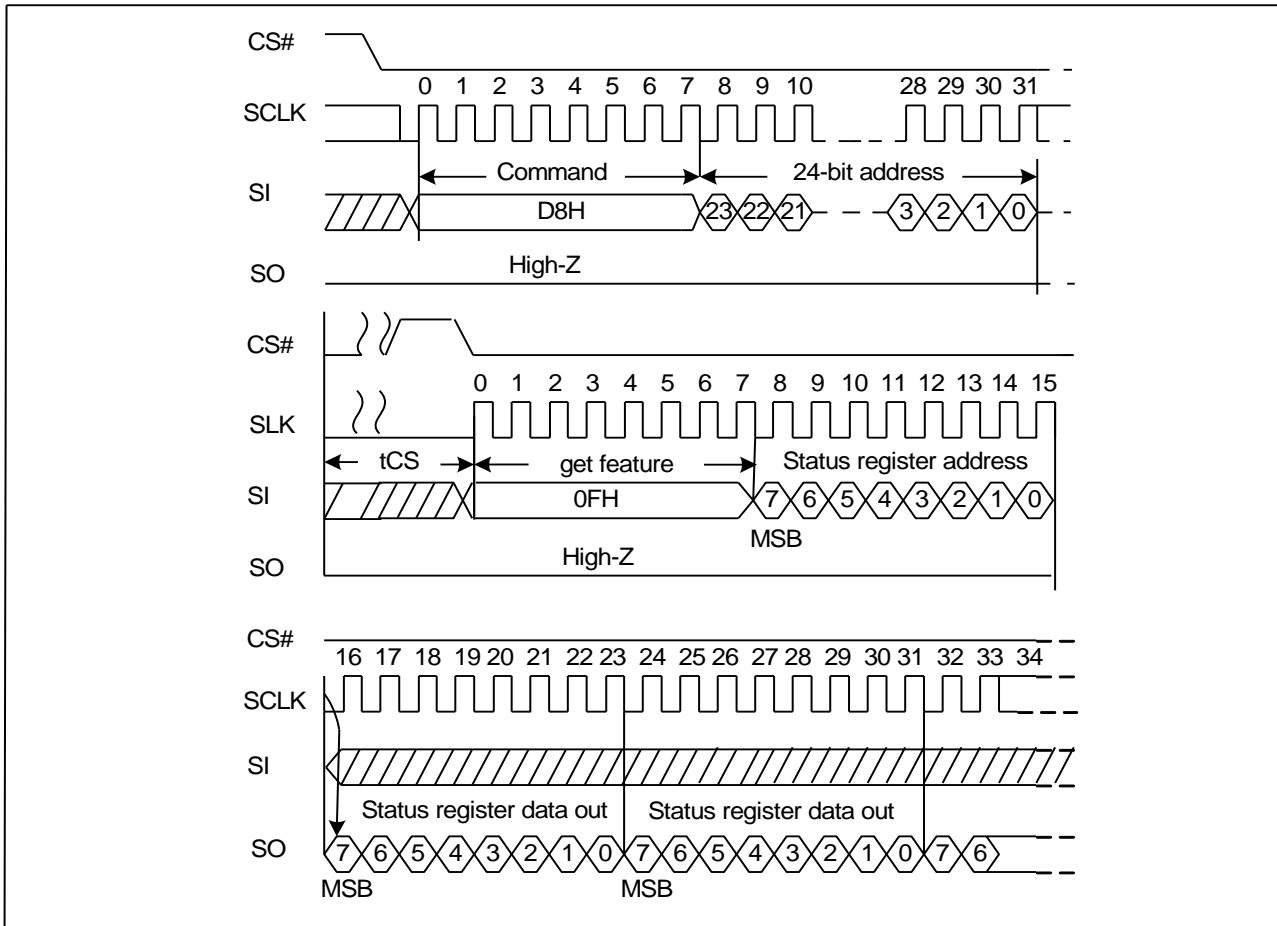 CS#
0 1 2 3 4 5 6 7 8 9 10 28 29 30 31
SCLK
Command 24-bit address
SI
D8H 23 22 21 3 2 1 0
High-Z
SO
CS#
0 1 2 3 4 5 6 7 8 9 10 11 12 13 14 15
SLK
tCS get feature Status register address
SI
0FH 7 6 5 4 3 2 1 0
MSB
High-Z
SO
CS#
16 17 18 19 20 21 22 23 24 25 26 27 28 29 30 31 32 33 34
SCLK
SI
Status register data out Status register data out
SO
7 6 5 4 3 2 1 0 7 6 5 4 3 2 1 0 7 6
MSB MSB